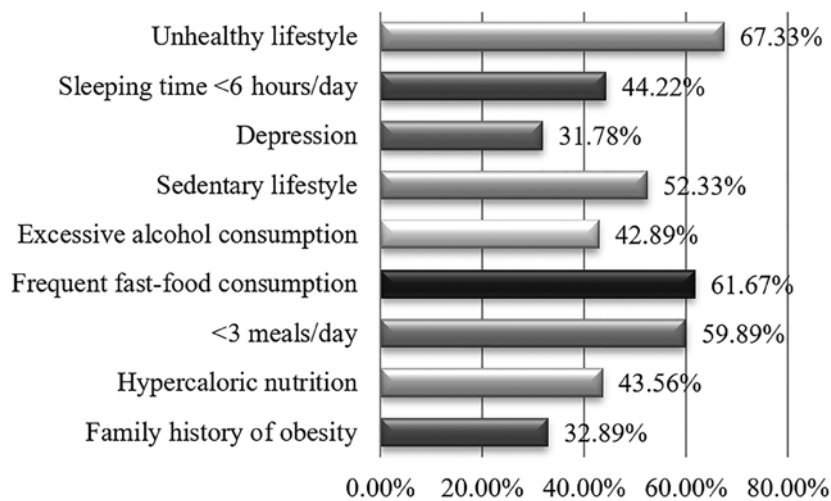 Unhealthy lifestyle 67.33%
Sleeping time <6 hours/day 44.22%
Depression 31.78%
Sedentary lifestyle 52.33%
Excessive alcohol consumption 42.89%
Frequent fast-food consumption 61.67%
<3 meals/day 59.89%
Hypercaloric nutrition 43.56%
Family history of obesity 32.89%
0.00% 20.00% 40.00% 60.00% 80.00%